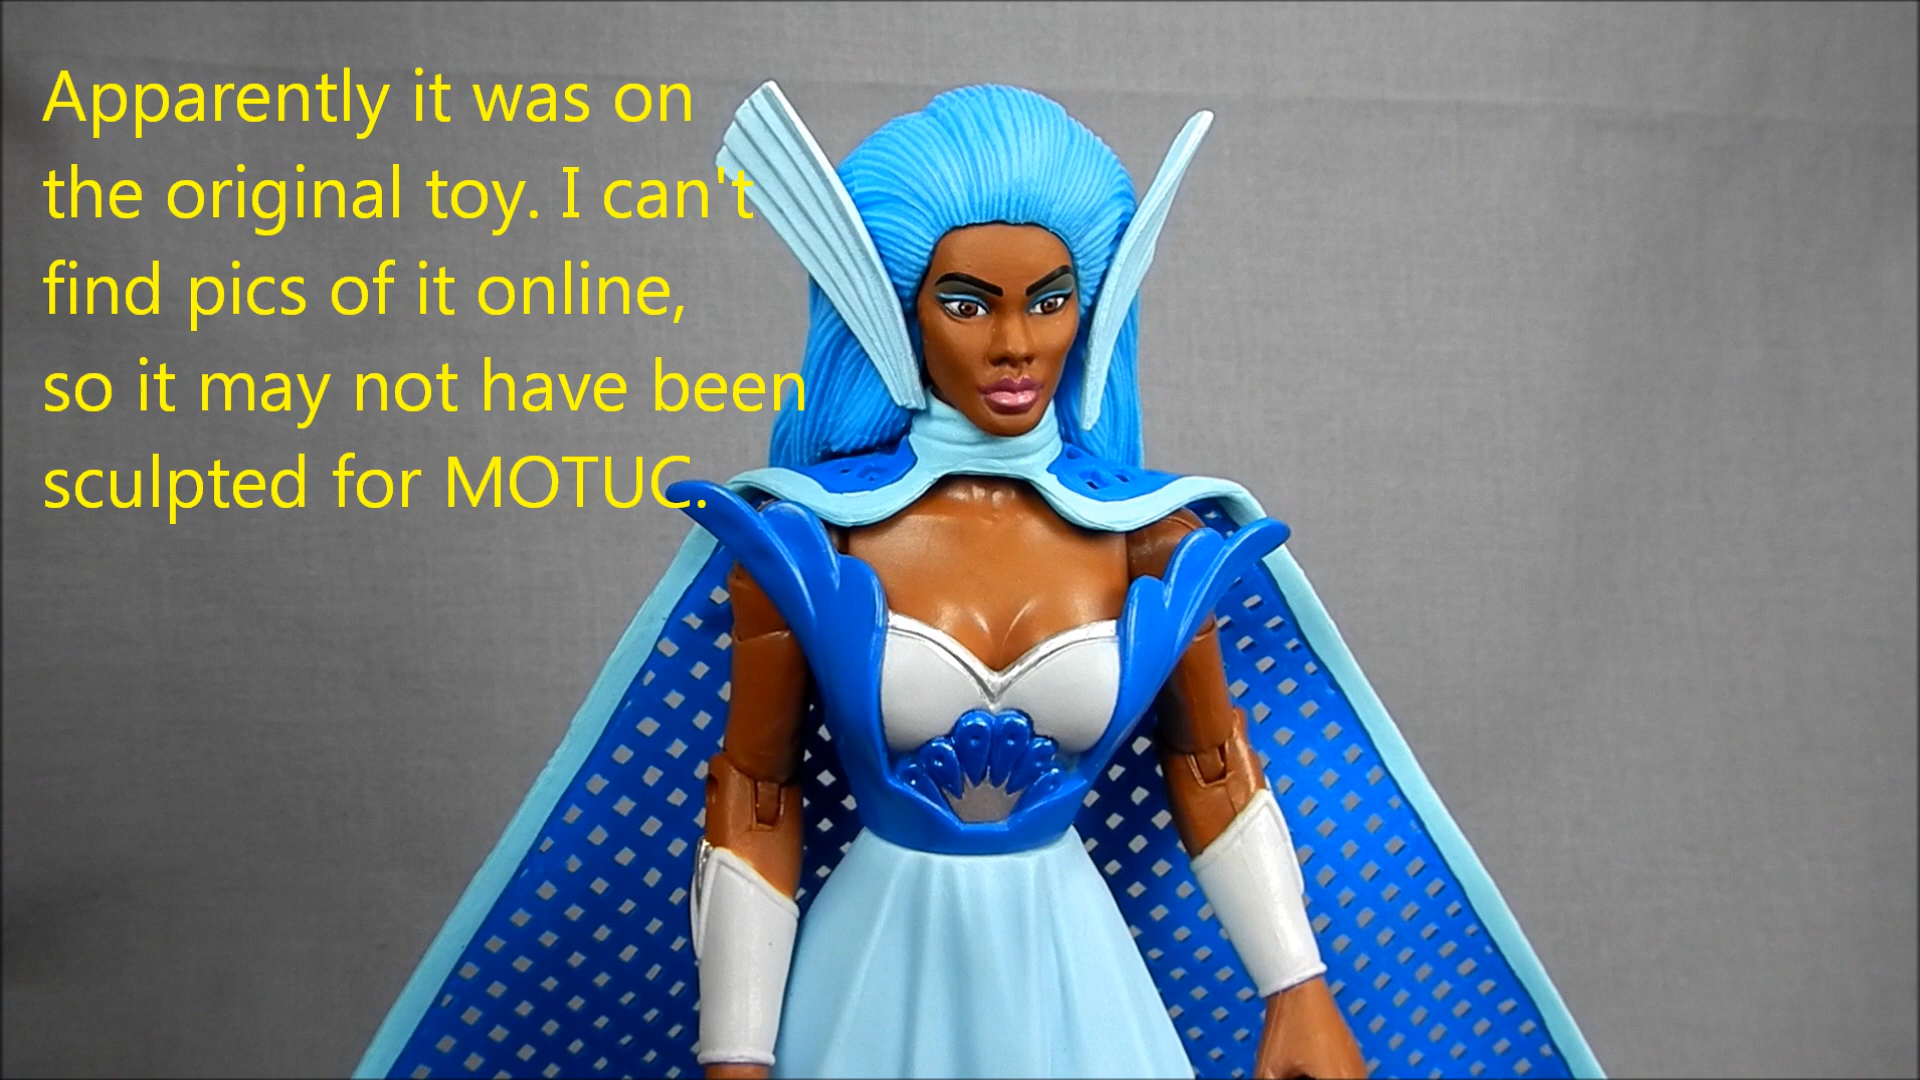 Apparently it was on
the original toy. I can't
find pics of it online,
so it may not have been
sculpted for MOTUC.